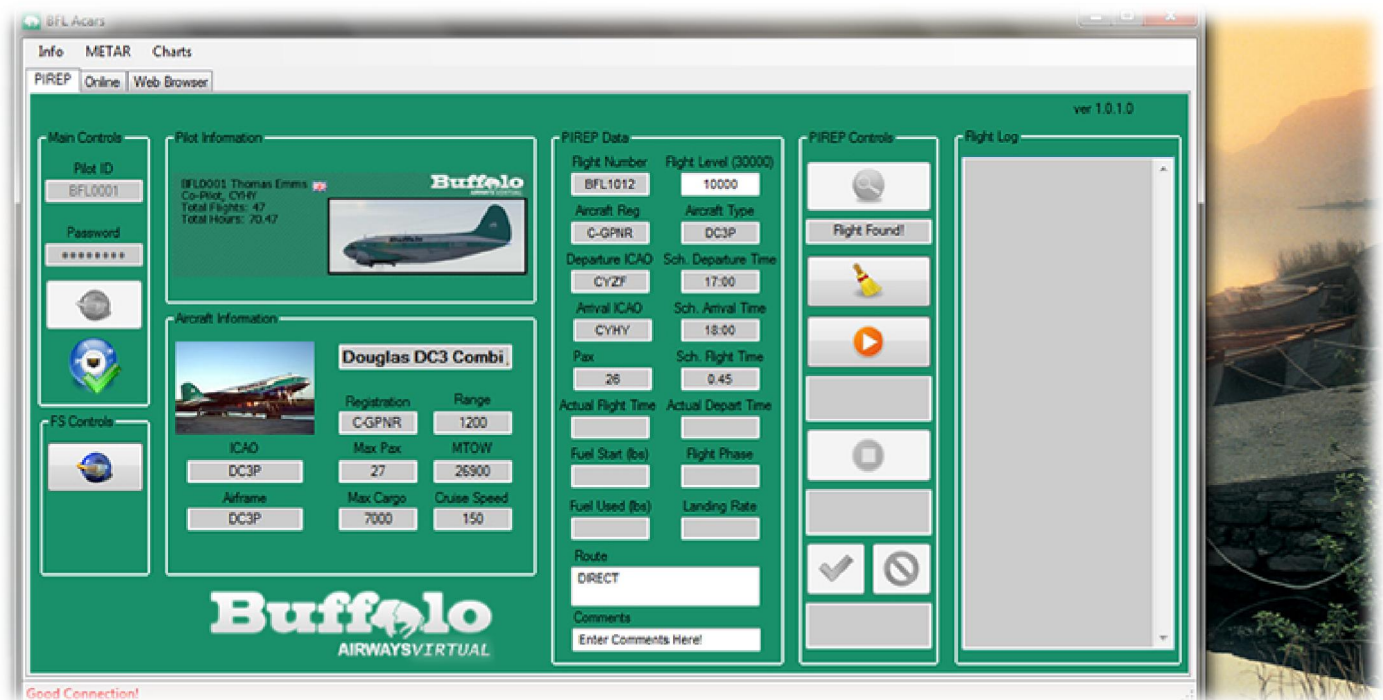 BFL Acars
Info METAR Charts
PIREP Online Web Browser
ver 1.0.1.0
Main Controls
Pilot ID
BFL0001
Password
********
FS Controls
Pilot Information
BFL0001 Thomas Emms
Co-Pilot, CYHY
Total Flights: 47
Total Hours: 70.47
Buffalo
AIRWAYS VIRTUAL
Buffalo
Aircraft Information
Douglas DC3 Combi
Registration Range
C-GPNR 1200
ICAO Max Pax MTOW
DC3P 27 26900
Airframe Max Cargo Cruise Speed
DC3P 7000 150
Buffalo
AIRWAYSVIRTUAL
PIREP Data
Flight Number Flight Level (30000)
BFL1012 10000
Aircraft Reg Aircraft Type
C-GPNR DC3P
Departure ICAO Sch. Departure Time
CYZF 17:00
Arrival ICAO Sch. Arrival Time
CYHY 18:00
Pax Sch. Flight Time
26 0.45
Actual Flight Time Actual Depart Time
Fuel Start (lbs) Flight Phase
Fuel Used (lbs) Landing Rate
Route
DIRECT
Comments
Enter Comments Here!
PIREP Controls
Flight Found!
Flight Log
Good Connection!